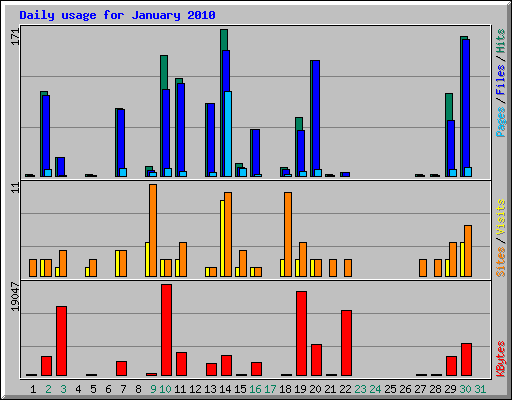 Daily usage for January 2010
171
Pages / Files / Hits
11
Sites / Visits
19047
KBytes
1 2 3 4 5 6 7 8 9 10 11 12 13 14 15 16 17 18 19 20 21 22 23 24 25 26 27 28 29 30 31